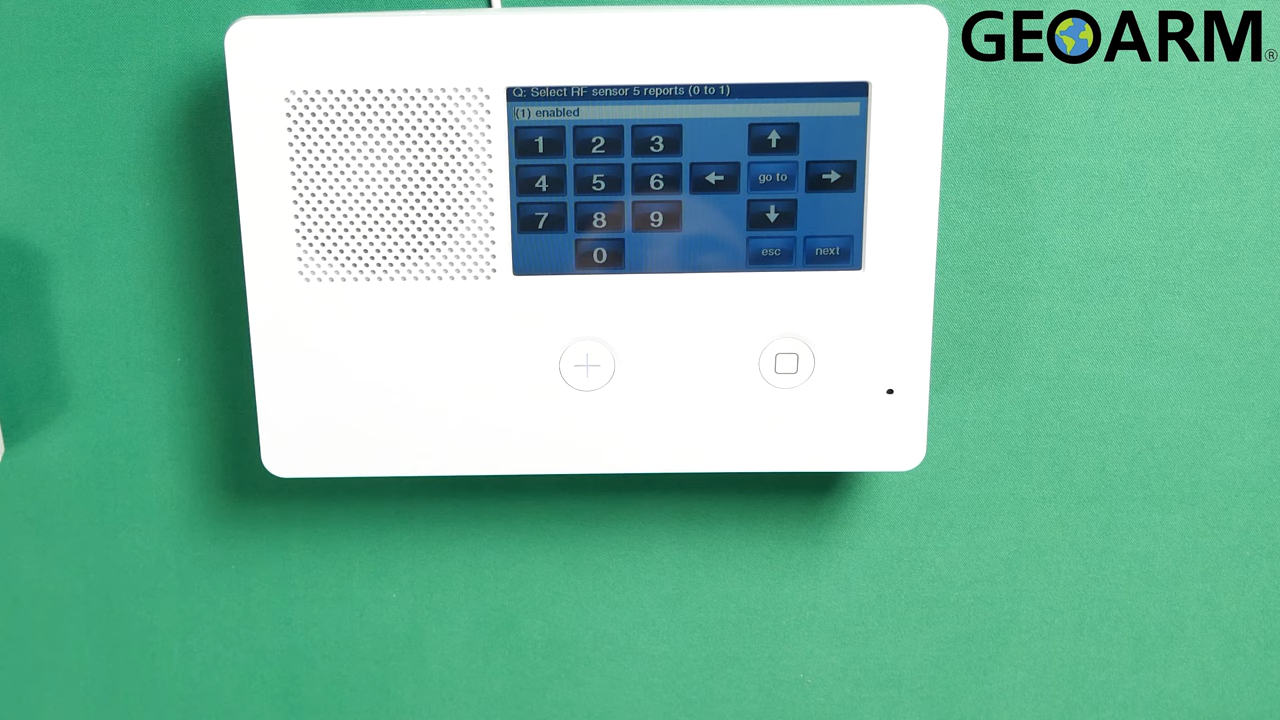 GEOARM®
Q: Select RF sensor 5 reports (0 to 1)
(1) enabled
1 2 3
4 5 6 go to
7 8 9
0 esc next